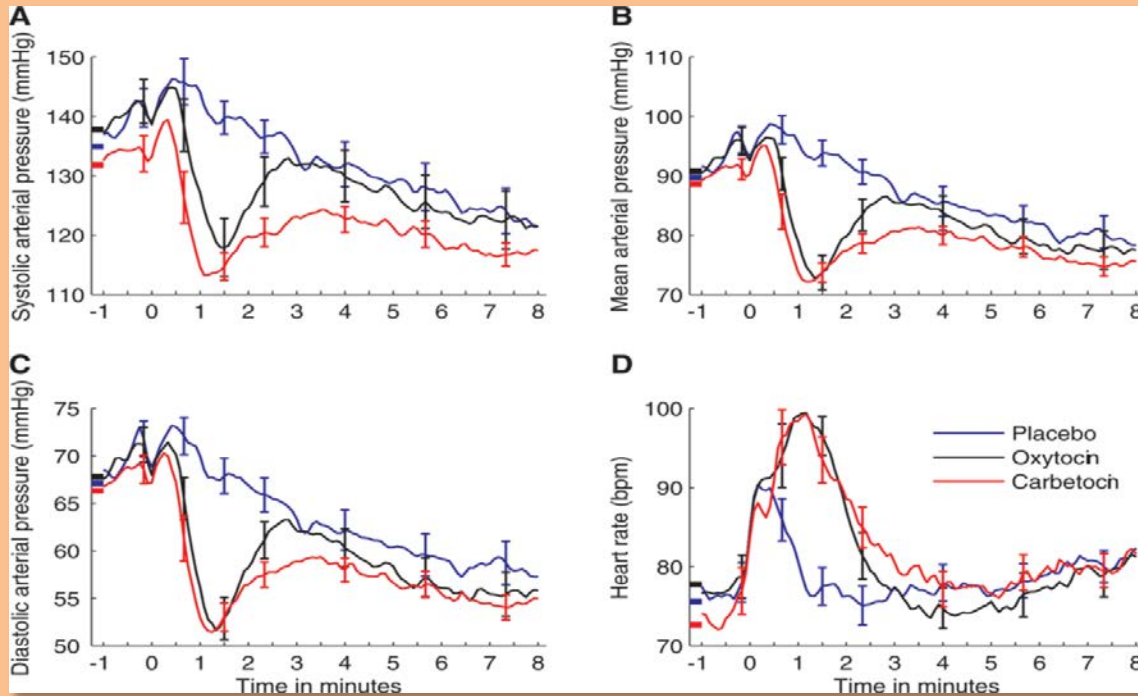 A
Systolic arterial pressure (mmHg)
150
140
130
120
110
-1 0 1 2 3 4 5 6 7 8
B
Mean arterial pressure (mmHg)
110
100
90
80
70
-1 0 1 2 3 4 5 6 7 8
C
Diastolic arterial pressure (mmHg)
75
70
65
60
55
50
-1 0 1 2 3 4 5 6 7 8
Time in minutes
D
Heart rate (bpm)
100
90
80
70
Placebo
Oxytocin
Carbetocin
-1 0 1 2 3 4 5 6 7 8
Time in minutes